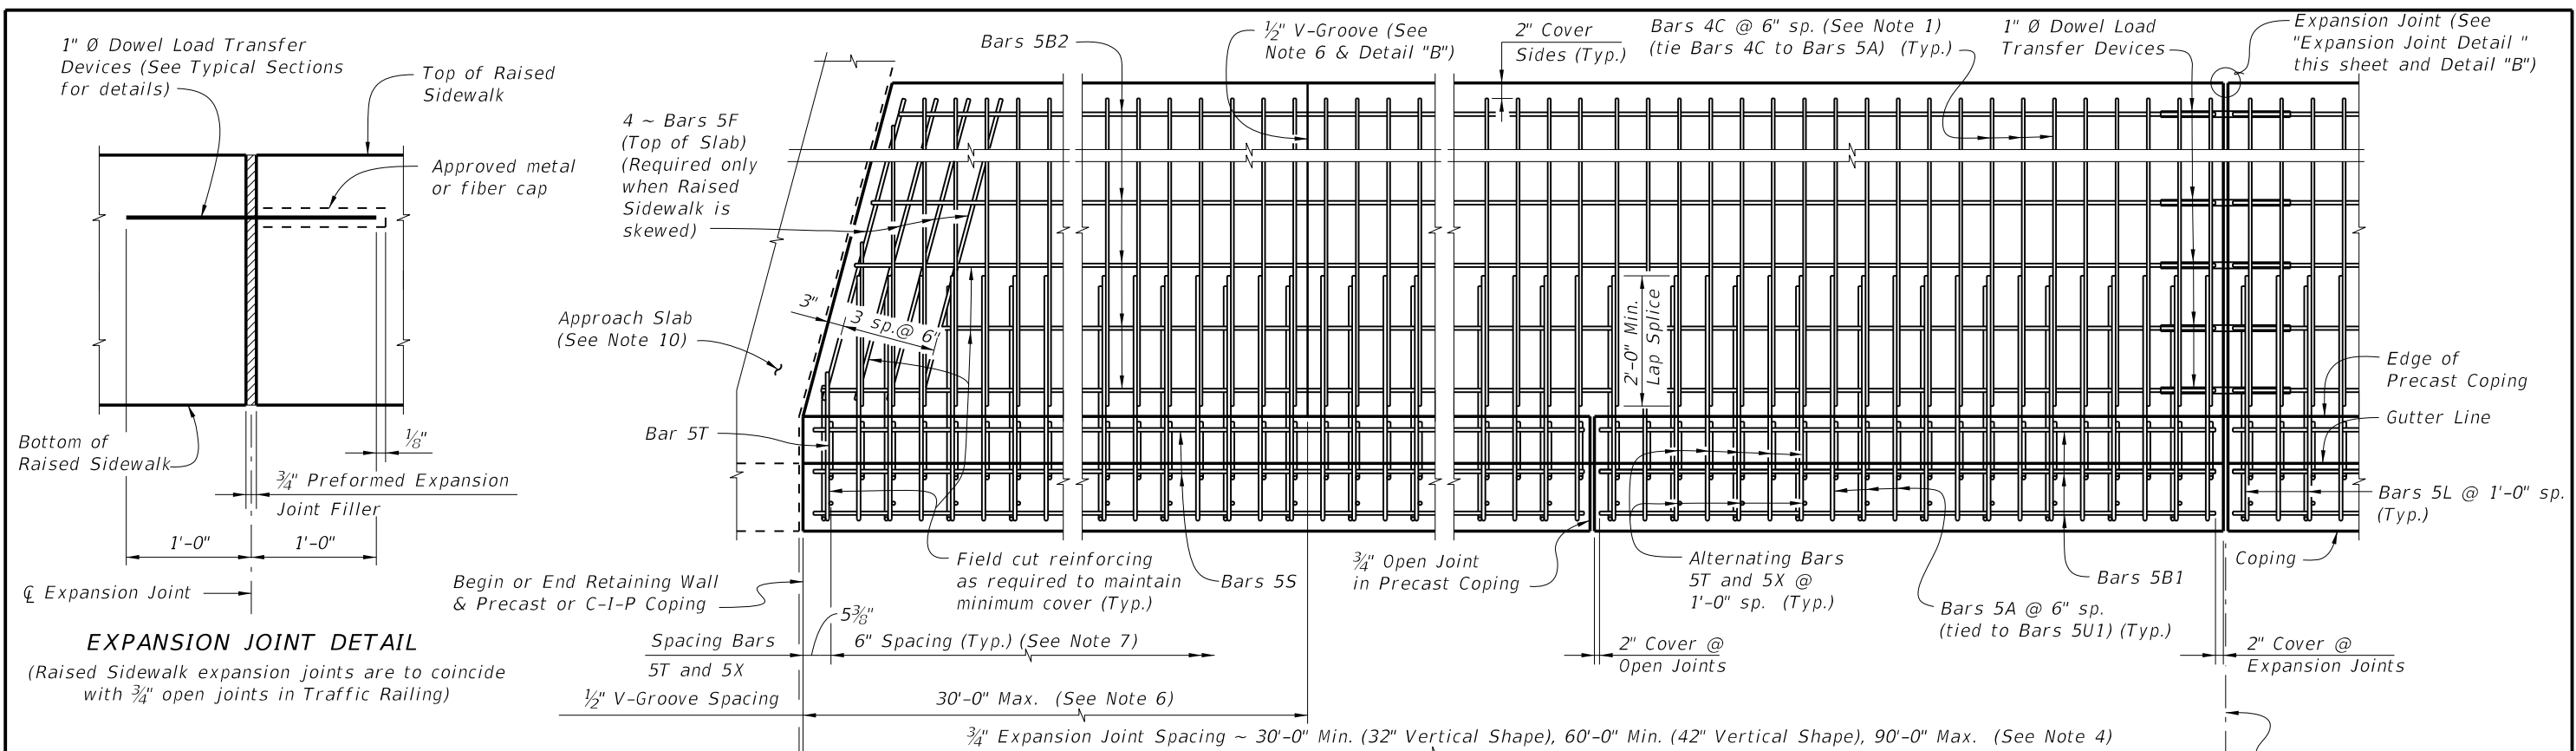 1" Ø Dowel Load Transfer
Devices (See Typical Sections
for details)
Top of Raised
Sidewalk
Approved metal
or fiber cap
Bottom of
Raised Sidewalk
⅛"
¾" Preformed Expansion
Joint Filler
1'-0"
1'-0"
℄ Expansion Joint
EXPANSION JOINT DETAIL
(Raised Sidewalk expansion joints are to coincide
with ¾" open joints in Traffic Railing)
Bars 5B2
½" V-Groove (See
Note 6 & Detail "B")
2" Cover
Sides (Typ.)
Bars 4C @ 6" sp. (See Note 1)
(tie Bars 4C to Bars 5A) (Typ.)
1" Ø Dowel Load
Transfer Devices
Expansion Joint (See
"Expansion Joint Detail "
this sheet and Detail "B")
4 ~ Bars 5F
(Top of Slab)
(Required only
when Raised
Sidewalk is
skewed)
3"
3 sp.@ 6"
Approach Slab
(See Note 10)
2'-0" Min.
Lap Splice
Edge of
Precast Coping
Gutter Line
Bar 5T
Bars 5L @ 1'-0" sp.
(Typ.)
Begin or End Retaining Wall
& Precast or C-I-P Coping
Field cut reinforcing
as required to maintain
minimum cover (Typ.)
Bars 5S
¾" Open Joint
in Precast Coping
Alternating Bars
5T and 5X @
1'-0" sp. (Typ.)
Bars 5B1
Coping
Bars 5A @ 6" sp.
(tied to Bars 5U1) (Typ.)
5⅜"
Spacing Bars
5T and 5X
6" Spacing (Typ.) (See Note 7)
2" Cover @
Open Joints
2" Cover @
Expansion Joints
½" V-Groove Spacing
30'-0" Max. (See Note 6)
¾" Expansion Joint Spacing ~ 30'-0" Min. (32" Vertical Shape), 60'-0" Min. (42" Vertical Shape), 90'-0" Max. (See Note 4)